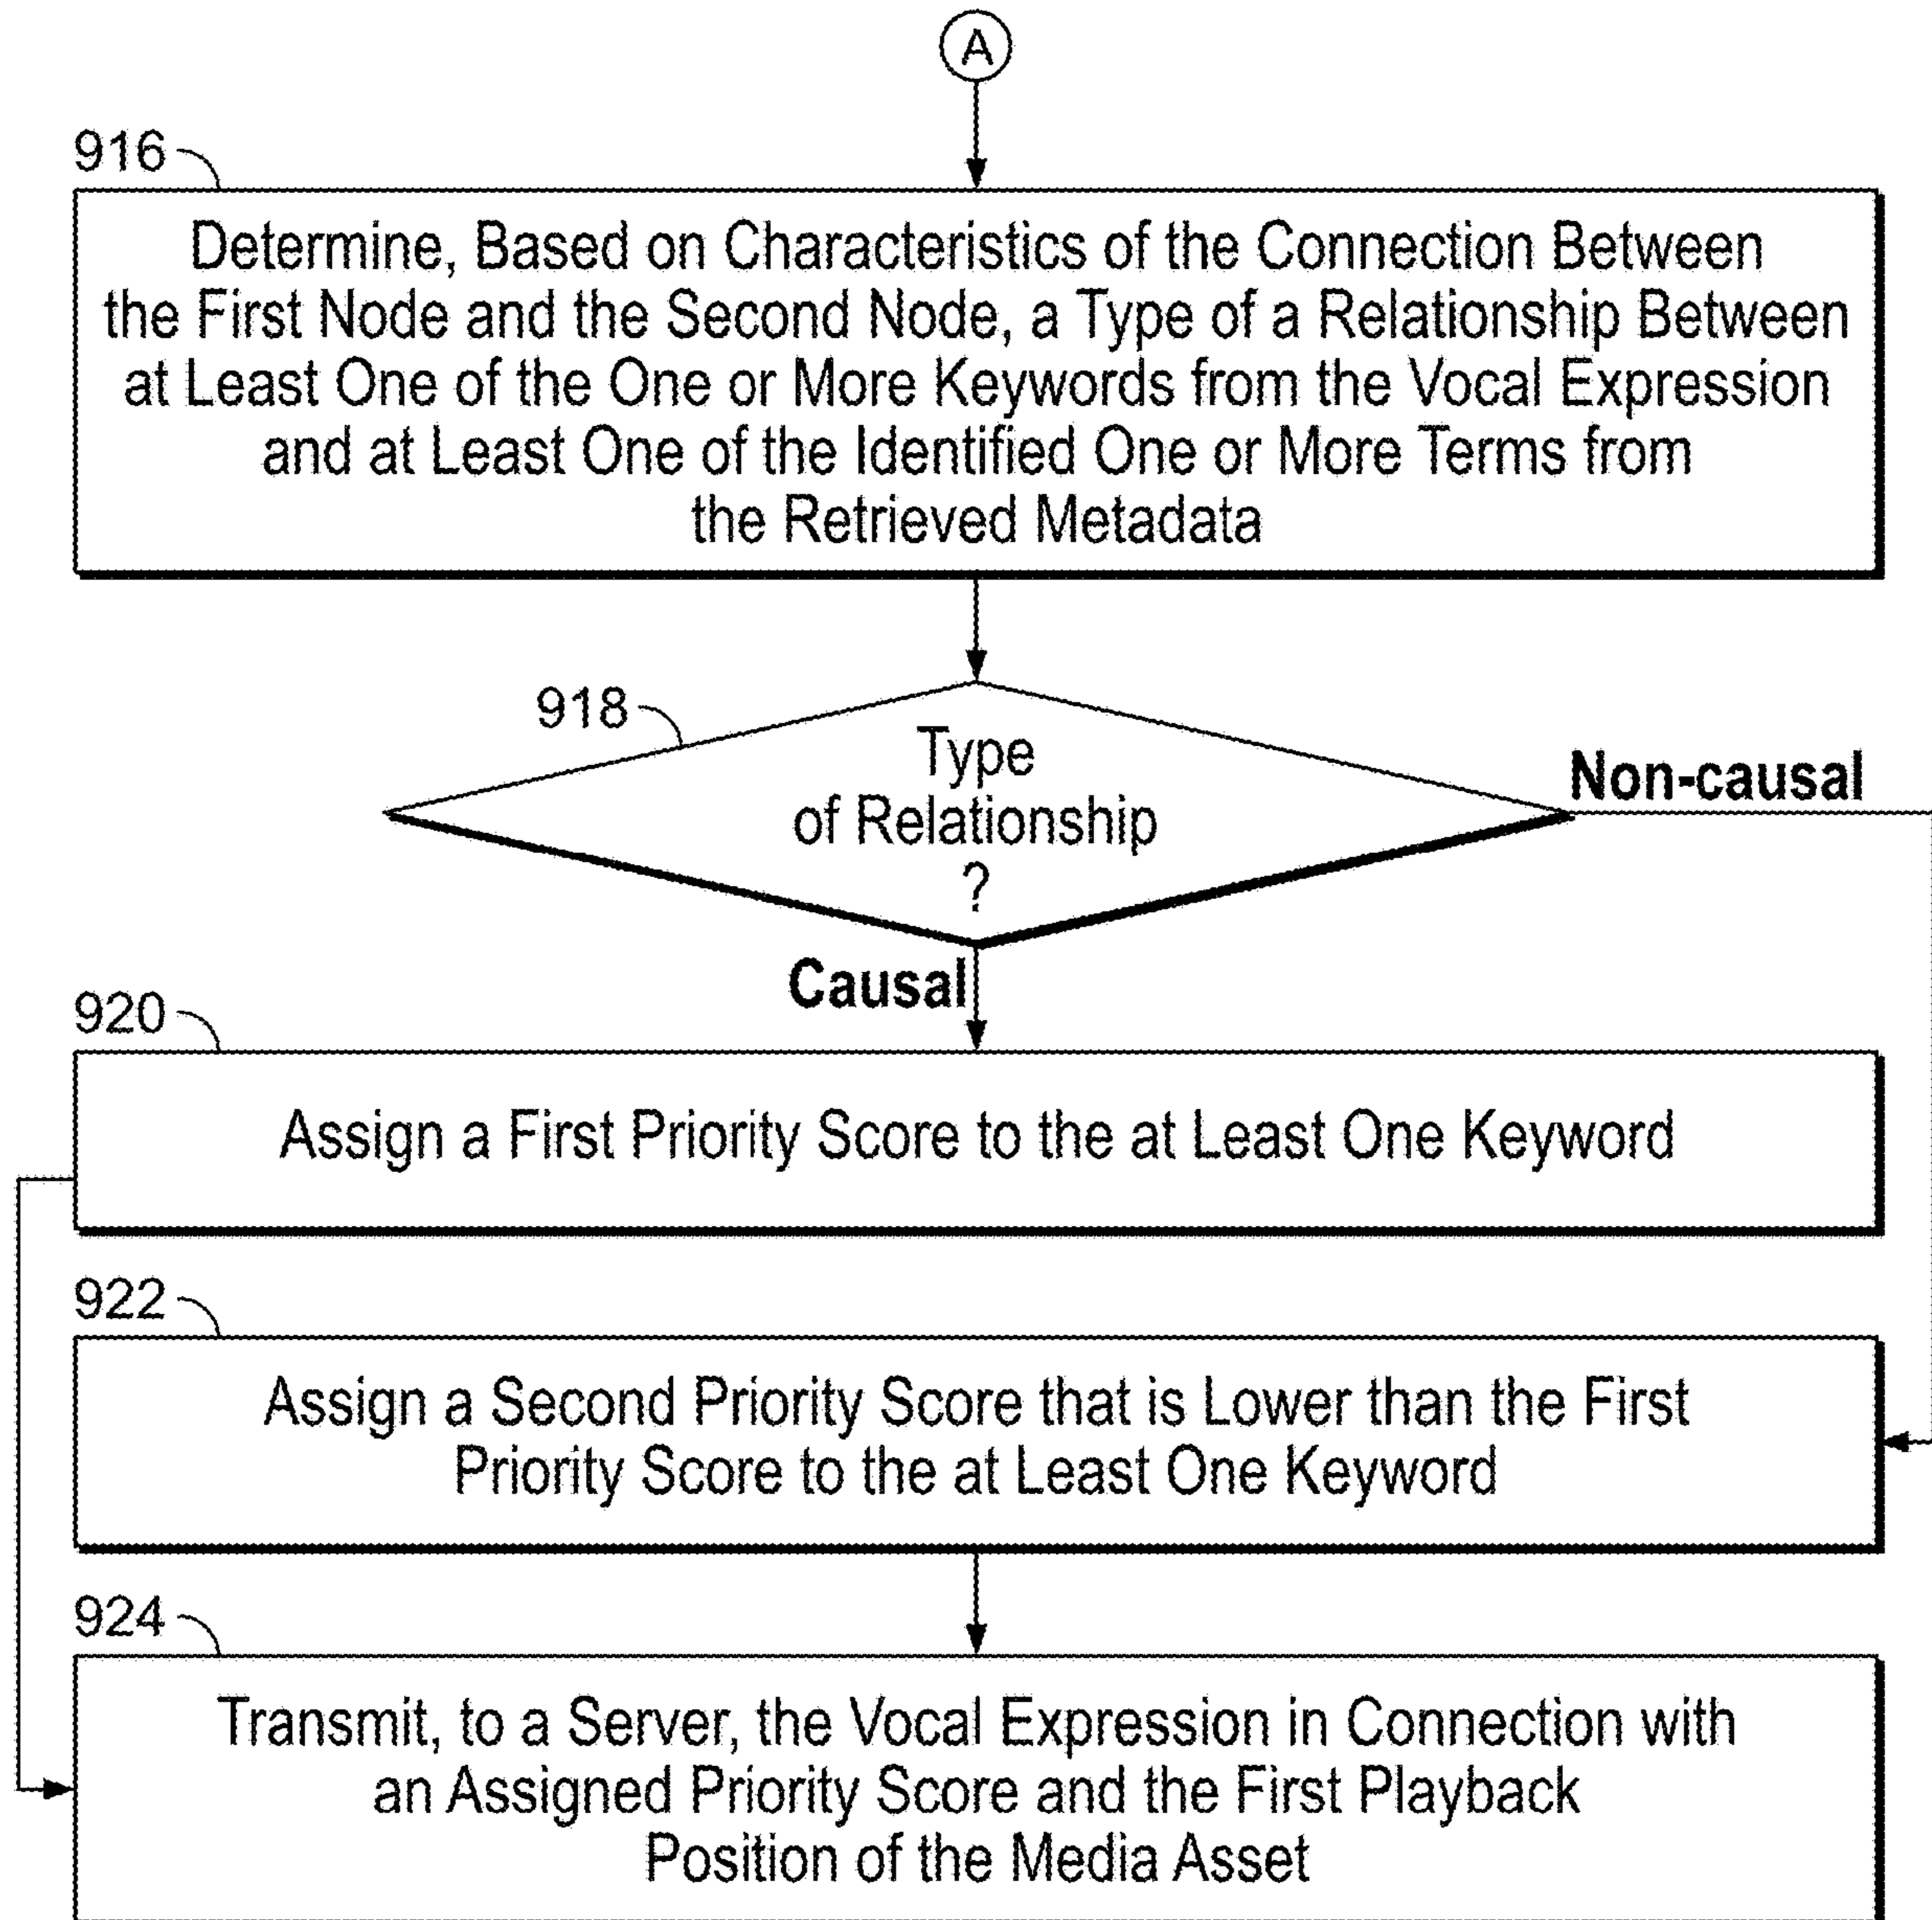 A
916
Determine, Based on Characteristics of the Connection Between
the First Node and the Second Node, a Type of a Relationship Between
at Least One of the One or More Keywords from the Vocal Expression
and at Least One of the Identified One or More Terms from
the Retrieved Metadata
918
Type
of Relationship
?
Non-causal
Causal
920
Assign a First Priority Score to the at Least One Keyword
922
Assign a Second Priority Score that is Lower than the First
Priority Score to the at Least One Keyword
924
Transmit, to a Server, the Vocal Expression in Connection with
an Assigned Priority Score and the First Playback
Position of the Media Asset